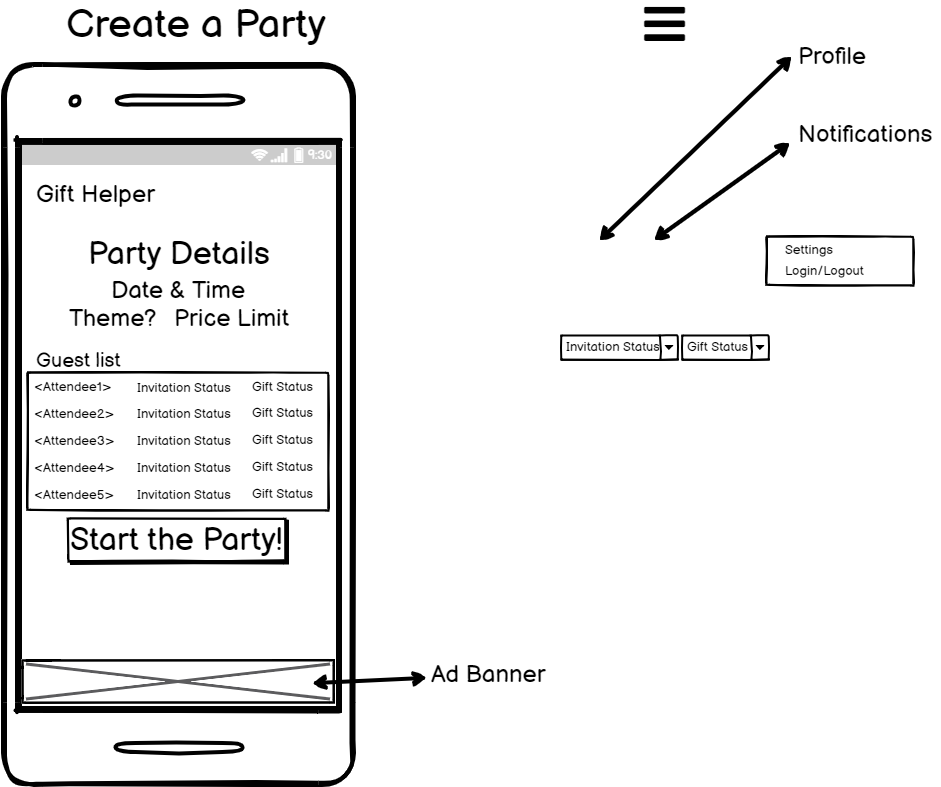 Create a Party
Profile
Notifications
9:30
Gift Helper
Party Details
Date & Time
Theme? Price Limit
Settings
Login/Logout
Invitation Status Gift Status
Guest list
<Attendee1> Invitation Status Gift Status
<Attendee2> Invitation Status Gift Status
<Attendee3> Invitation Status Gift Status
<Attendee4> Invitation Status Gift Status
<Attendee5> Invitation Status Gift Status
Start the Party!
Ad Banner